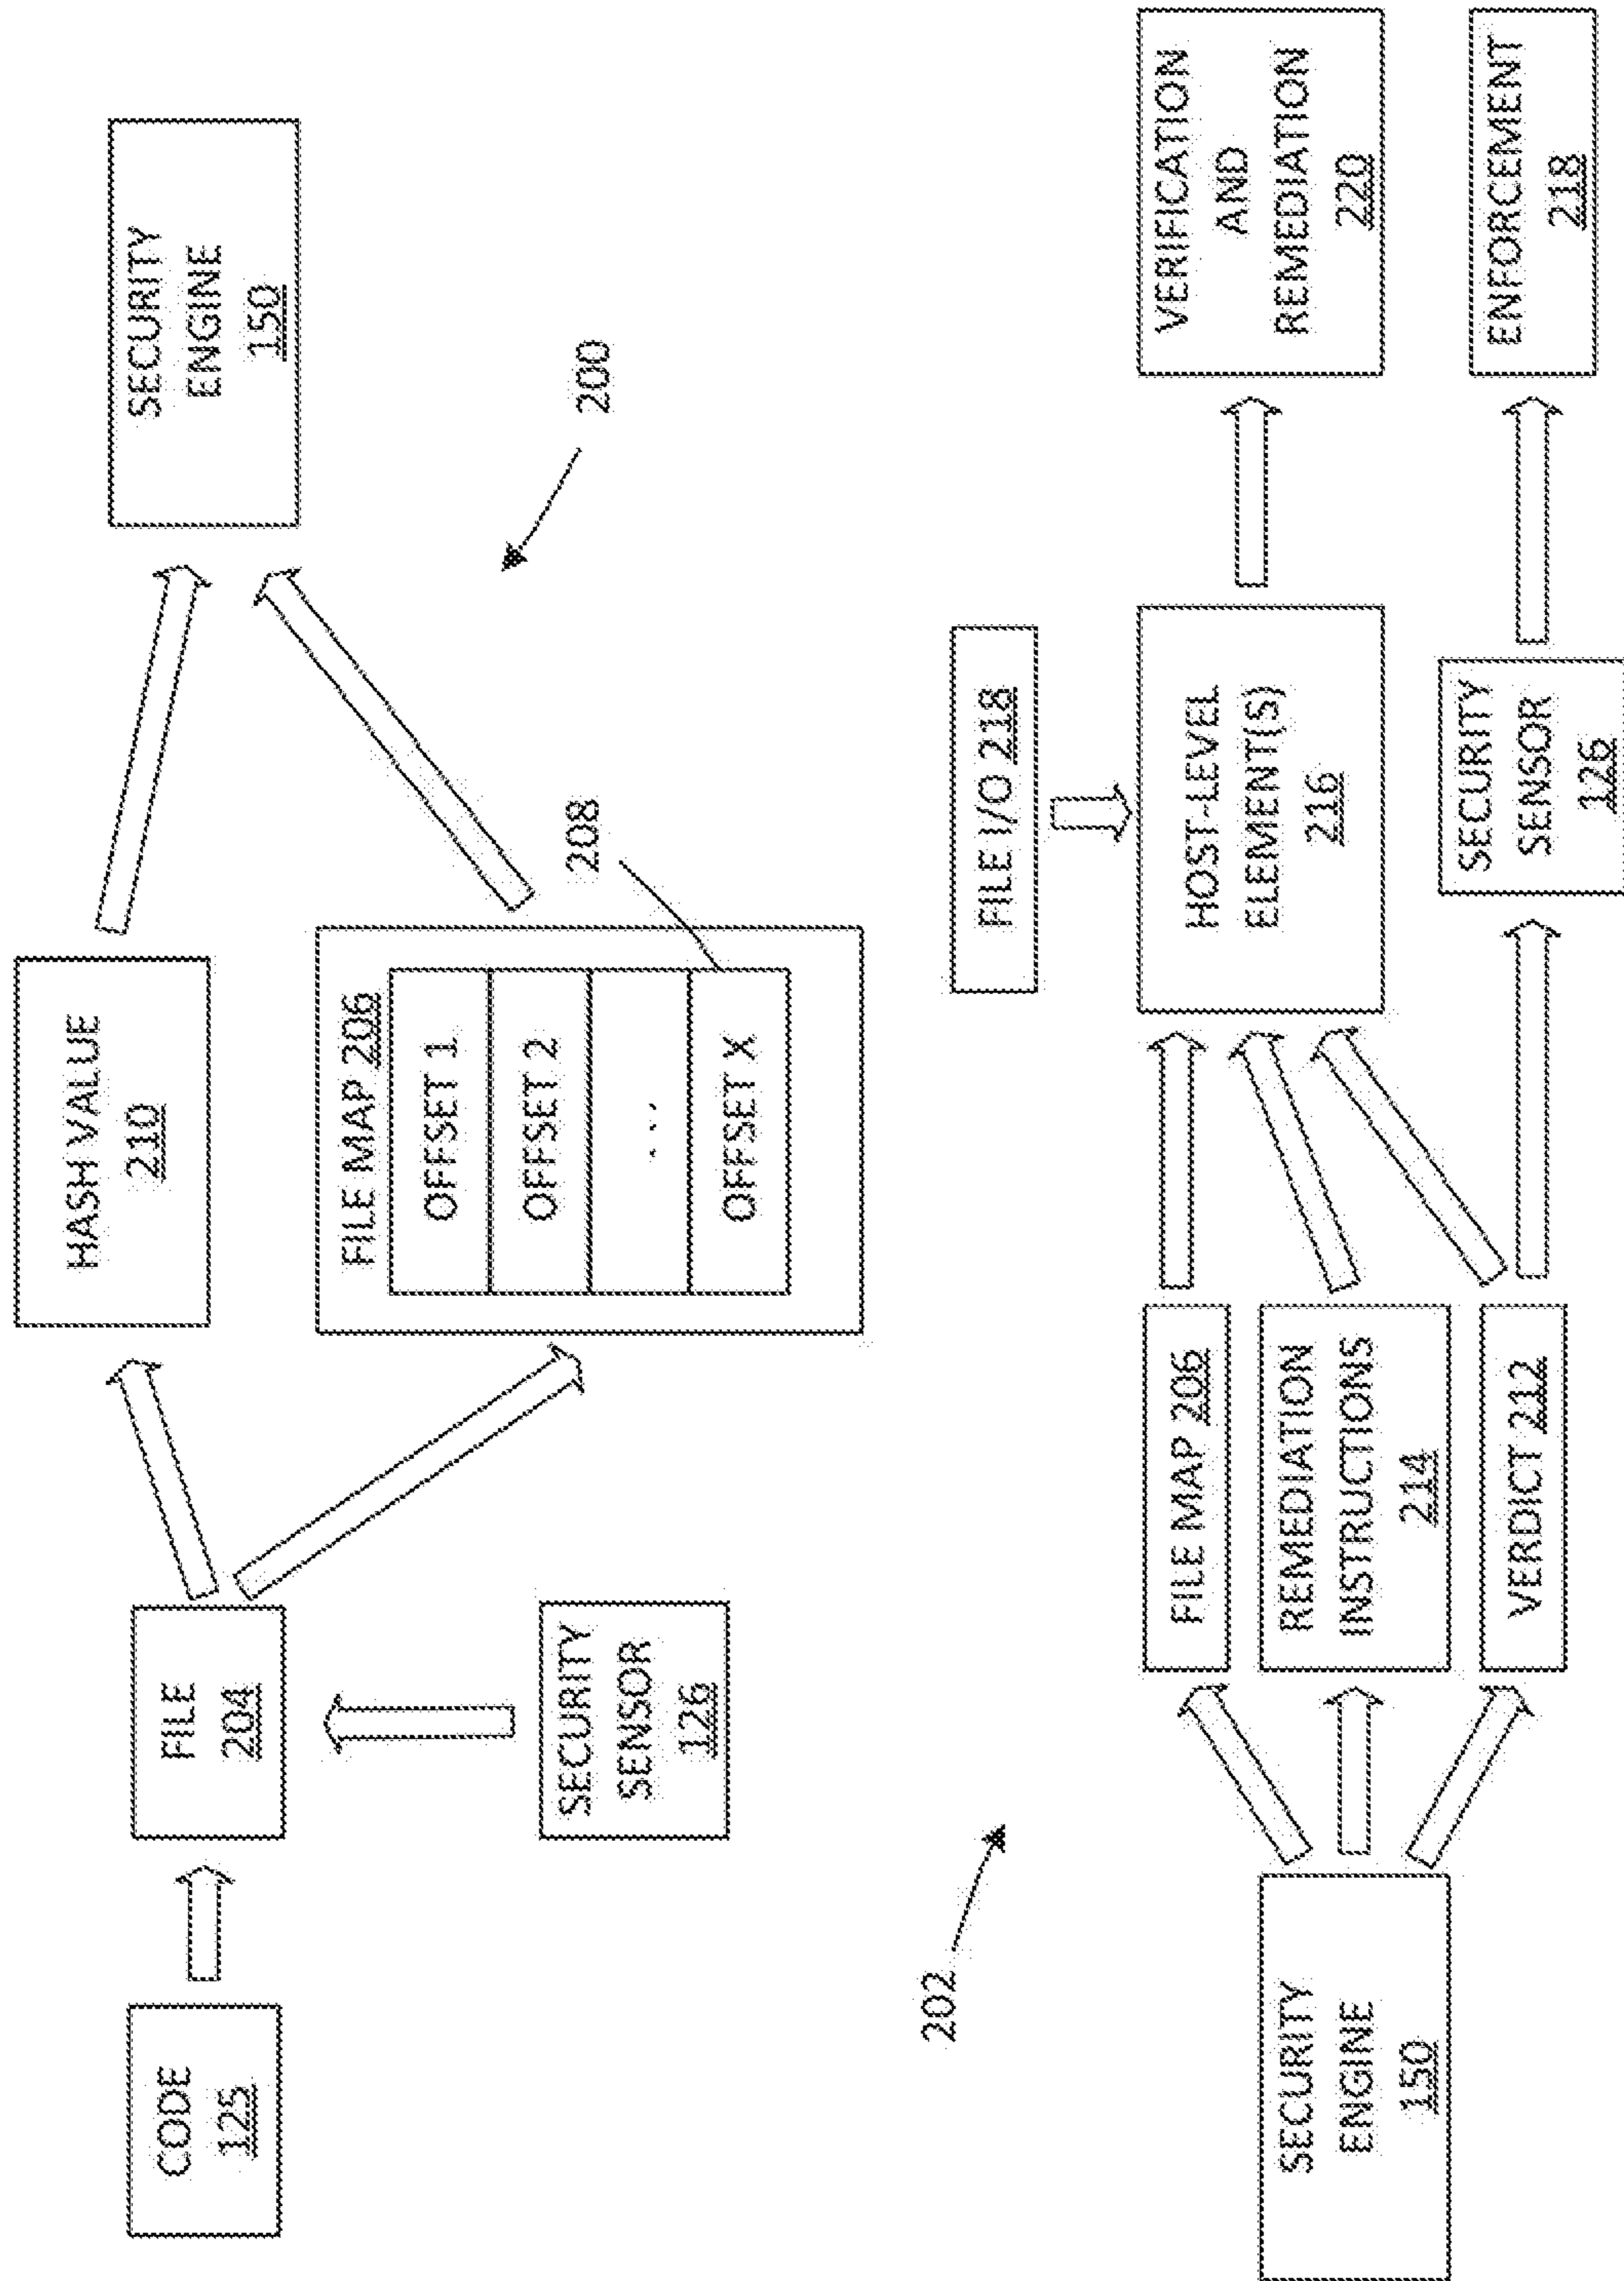 CODE
125
FILE
204
SECURITY
SENSOR
126
HASH VALUE
210
FILE MAP 206
OFFSET 1
OFFSET 2
...
OFFSET X
208
SECURITY
ENGINE
150
200
202
SECURITY
ENGINE
150
FILE MAP 206
REMEDIATION
INSTRUCTIONS
214
VERDICT 212
FILE I/O 218
HOST-LEVEL
ELEMENT(S)
216
SECURITY
SENSOR
126
VERIFICATION
AND
REMEDIATION
220
ENFORCEMENT
218